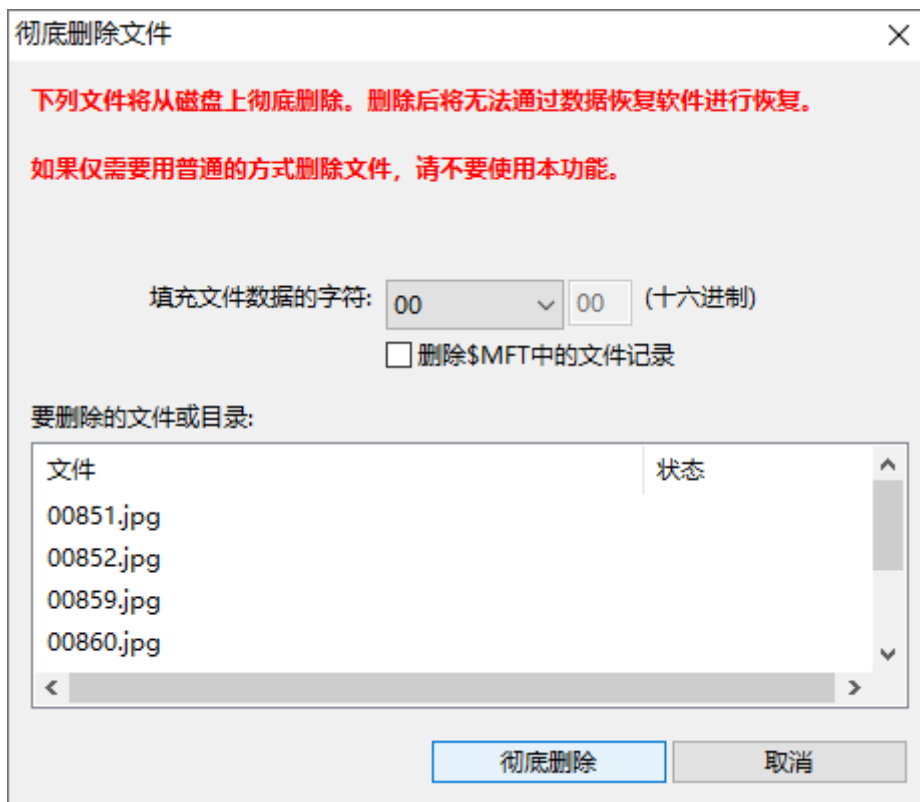 彻底删除文件
下列文件将从磁盘上彻底删除。删除后将无法通过数据恢复软件进行恢复。
如果仅需要用普通的方式删除文件，请不要使用本功能。
填充文件数据的字符: 00 00 (十六进制)
删除$MFT中的文件记录
要删除的文件或目录:
文件 状态
00851.jpg
00852.jpg
00859.jpg
00860.jpg
彻底删除 取消